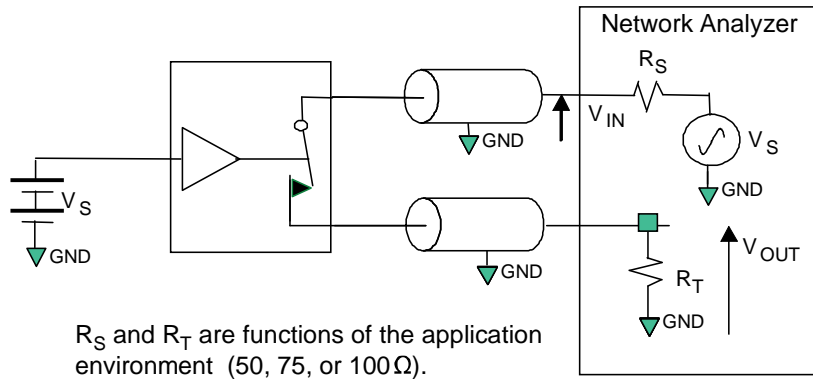 Network Analyzer
R_S
GND
V_IN
V_S
GND
V_S
GND
GND
V_OUT
R_T
GND
R_S and R_T are functions of the application
environment (50, 75, or 100Ω).